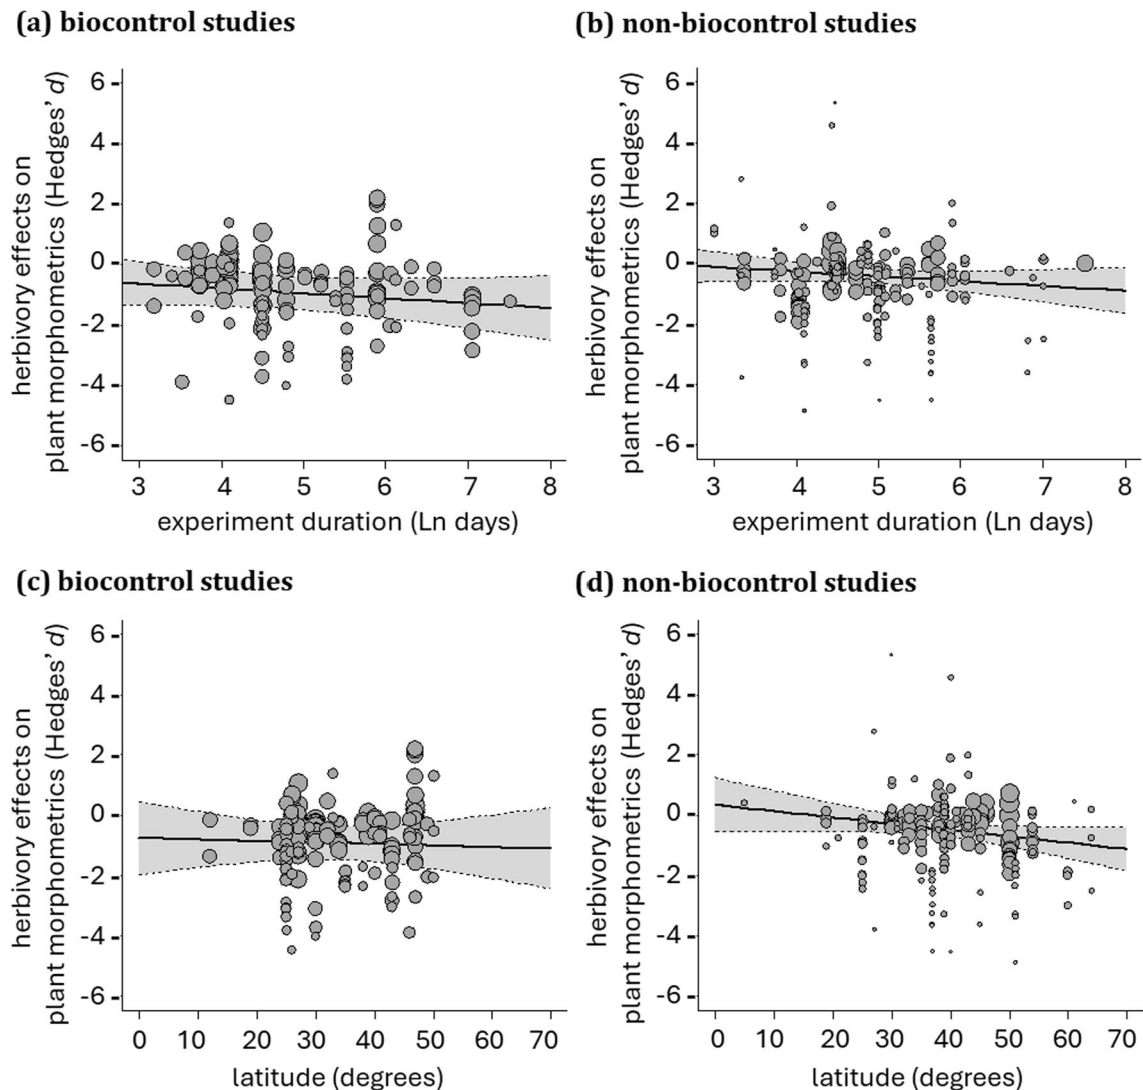 (a) biocontrol studies
herbivory effects on
plant morphometrics (Hedges' d)
6
4
2
0
-2
-4
-6
3 4 5 6 7 8
experiment duration (Ln days)
(b) non-biocontrol studies
herbivory effects on
plant morphometrics (Hedges' d)
6
4
2
0
-2
-4
-6
3 4 5 6 7 8
experiment duration (Ln days)
(c) biocontrol studies
herbivory effects on
plant morphometrics (Hedges' d)
6
4
2
0
-2
-4
-6
0 10 20 30 40 50 60 70
latitude (degrees)
(d) non-biocontrol studies
herbivory effects on
plant morphometrics (Hedges' d)
6
4
2
0
-2
-4
-6
0 10 20 30 40 50 60 70
latitude (degrees)